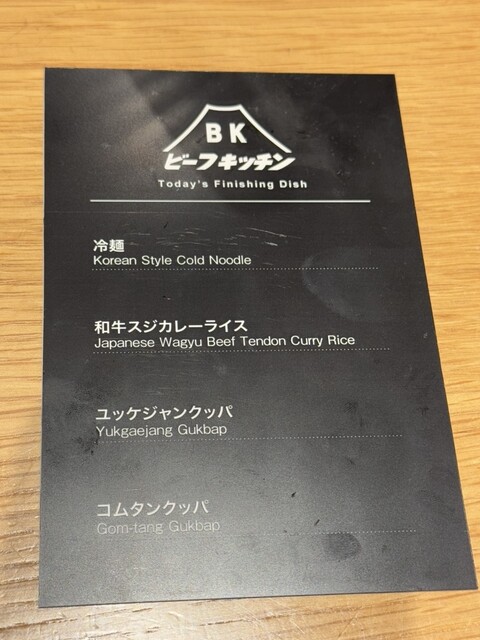 BK
ビーフキッチン
Today's Finishing Dish
冷麺
Korean Style Cold Noodle
和牛スジカレーライス
Japanese Wagyu Beef Tendon Curry Rice
ユッケジャンクッパ
Yukgaejang Gukbap
コムタンクッパ
Gom-tang Gukbap